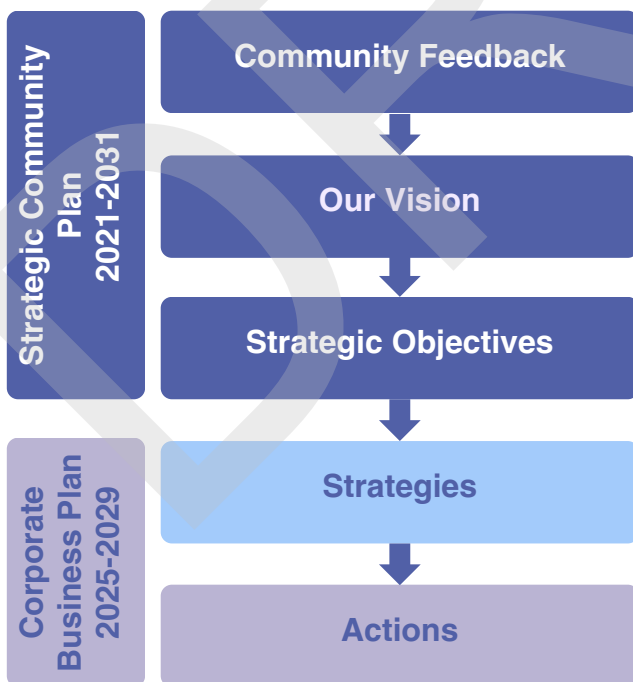 Strategic Community
Plan
2021-2031
Community Feedback
Our Vision
Strategic Objectives
Corporate
Business Plan
2025-2029
Strategies
Actions